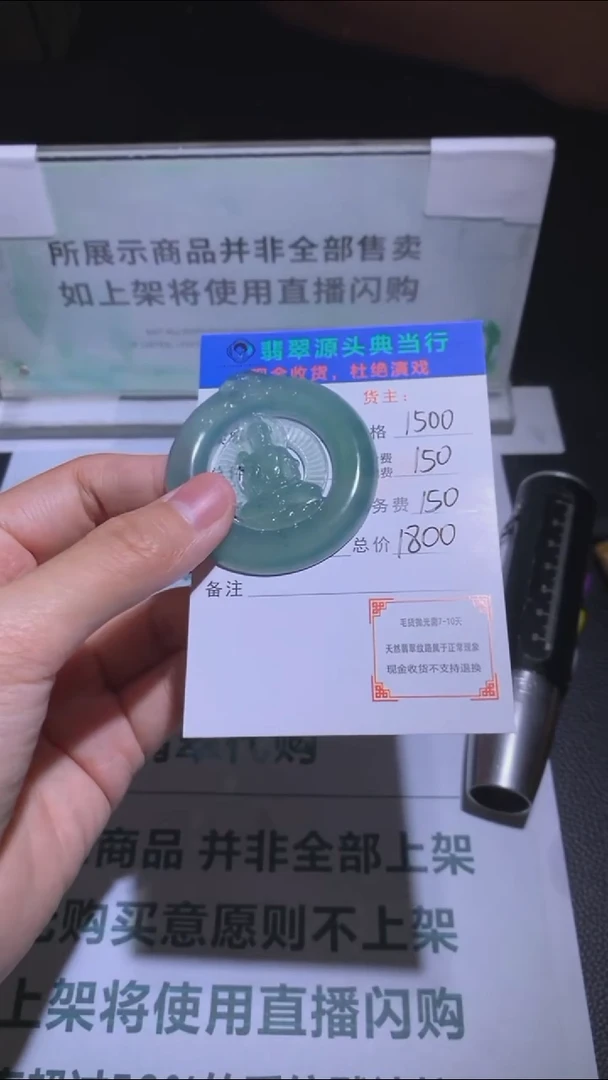 所展示商品并非全部售卖
如上架将使用直播闪购
翡翠源头典当行
现金收货，杜绝演戏
货主：
格 1500
费 150
费
务费 150
总价 1800
备注
毛货抛光需7-10天
天然翡翠纹路属于正常现象
现金收货不支持退换
翡翠代购
商品 并非全部上架
购买意愿则不上架
上架将使用直播闪购